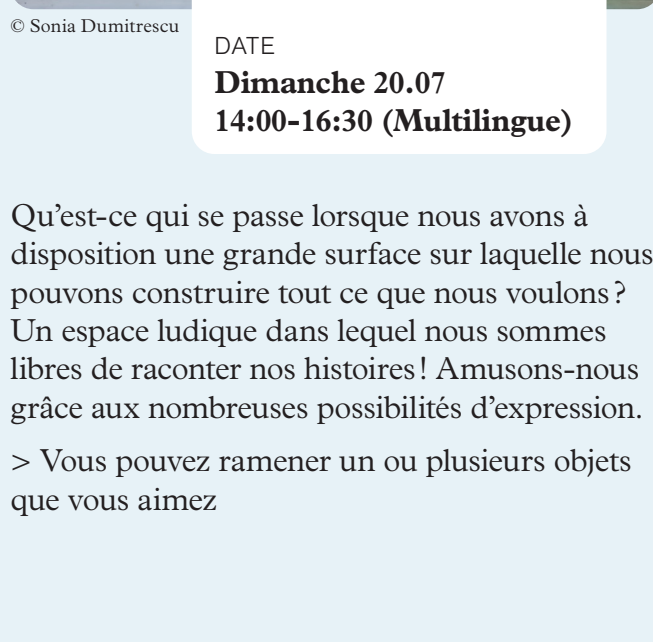 © Sonia Dumitrescu
DATE
Dimanche 20.07
14:00-16:30 (Multilingue)
Qu’est-ce qui se passe lorsque nous avons à
disposition une grande surface sur laquelle nous
pouvons construire tout ce que nous voulons ?
Un espace ludique dans lequel nous sommes
libres de raconter nos histoires ! Amusons-nous
grâce aux nombreuses possibilités d’expression.
> Vous pouvez ramener un ou plusieurs objets
que vous aimez